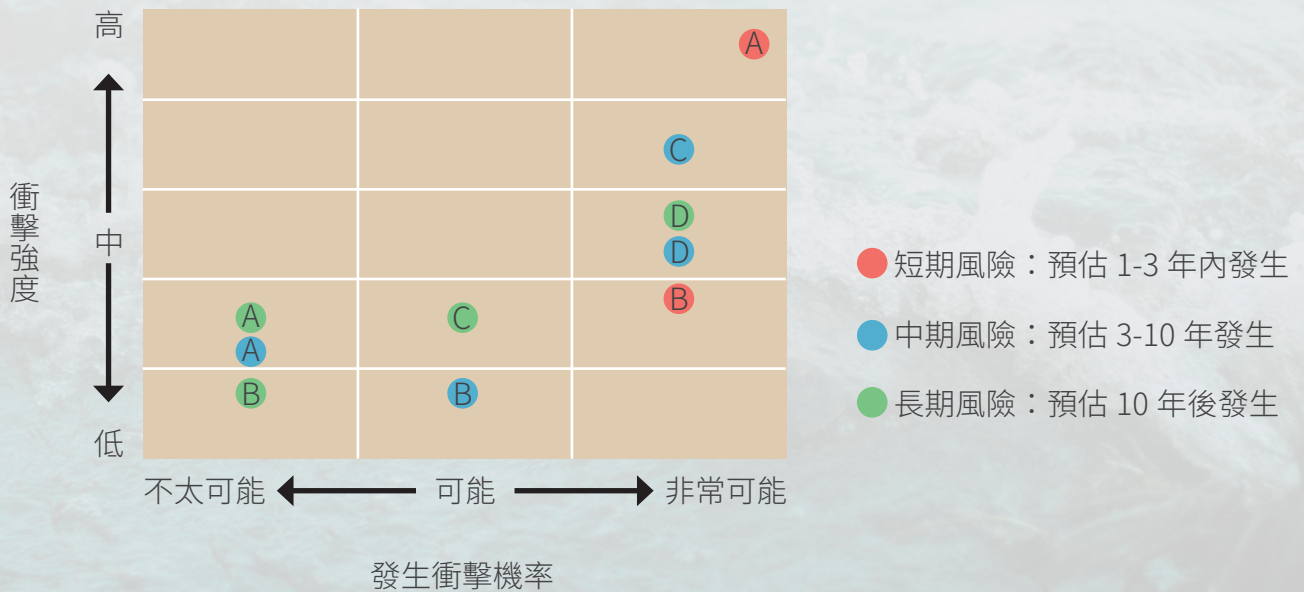 高
A
C
衝擊強度
D
中
D
短期風險：預估 1-3 年內發生
B
A
C
中期風險：預估 3-10 年發生
A
B
B
長期風險：預估 10 年後發生
低
不太可能
可能
非常可能
發生衝擊機率